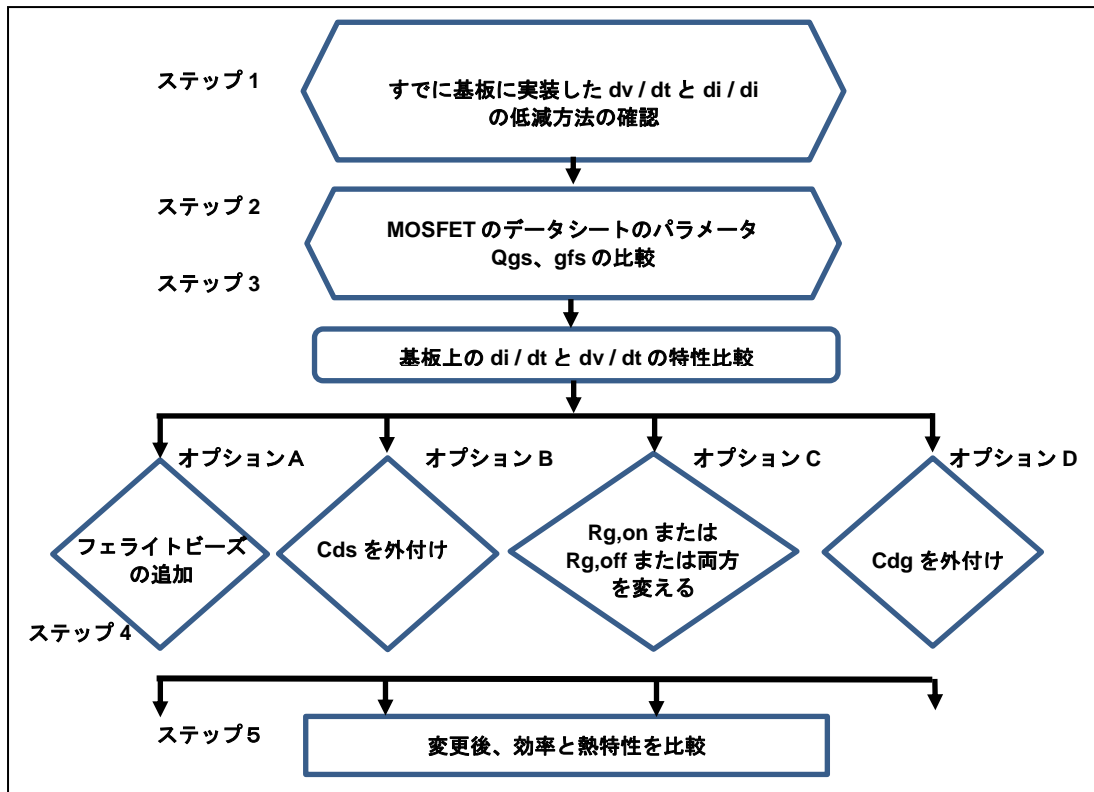 ステップ 1
すでに基板に実装した dv / dt と di / di
の低減方法の確認
ステップ 2
MOSFET のデータシートのパラメータ
Qgs、gfs の比較
ステップ 3
基板上の di / dt と dv / dt の特性比較
オプションA
オプション B
オプション C
オプション D
フェライトビーズ
の追加
Cds を外付け
Rg,on または
Rg,off または両方
を変える
Cdg を外付け
ステップ 4
ステップ 5
変更後、効率と熱特性を比較